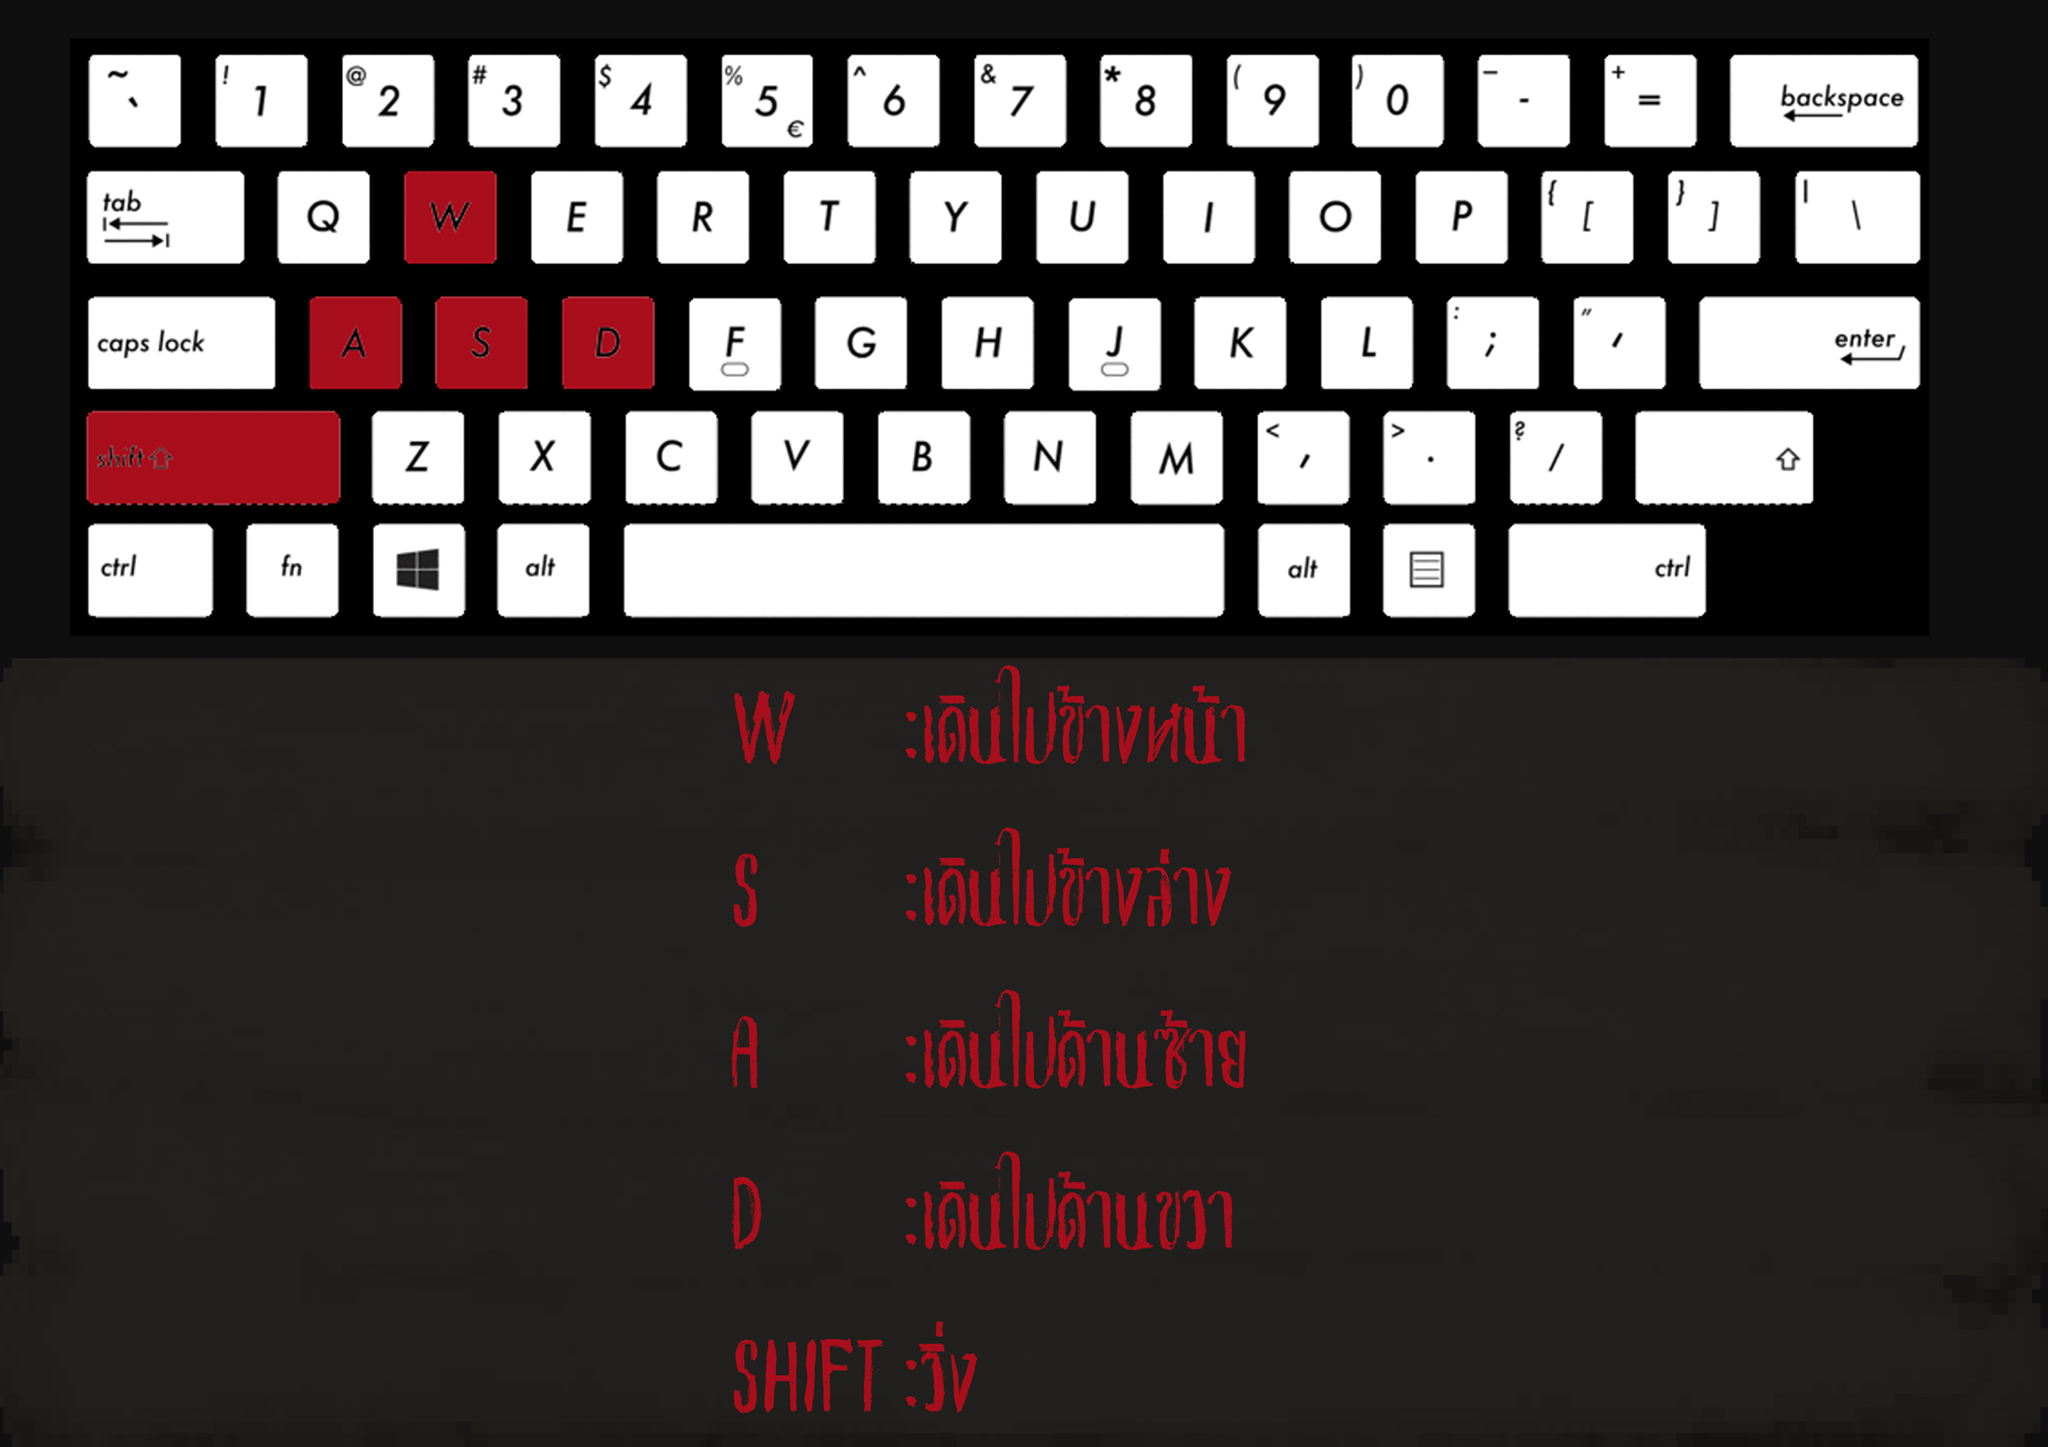 ~ ` ! 1 @ 2 # 3 $ 4 % 5 € ^ 6 & 7 * 8 ( 9 ) 0 – - + = backspace
tab Q W E R T Y U I O P { [ } ] | \
caps lock A S D F G H J K L : ; " ' enter
shift Z X C V B N M < , > . ? /
ctrl fn alt alt ctrl
W :เดินไปข้างหน้า
S :เดินไปข้างล่าง
A :เดินไปด้านซ้าย
D :เดินไปด้านขวา
SHIFT :วิ่ง